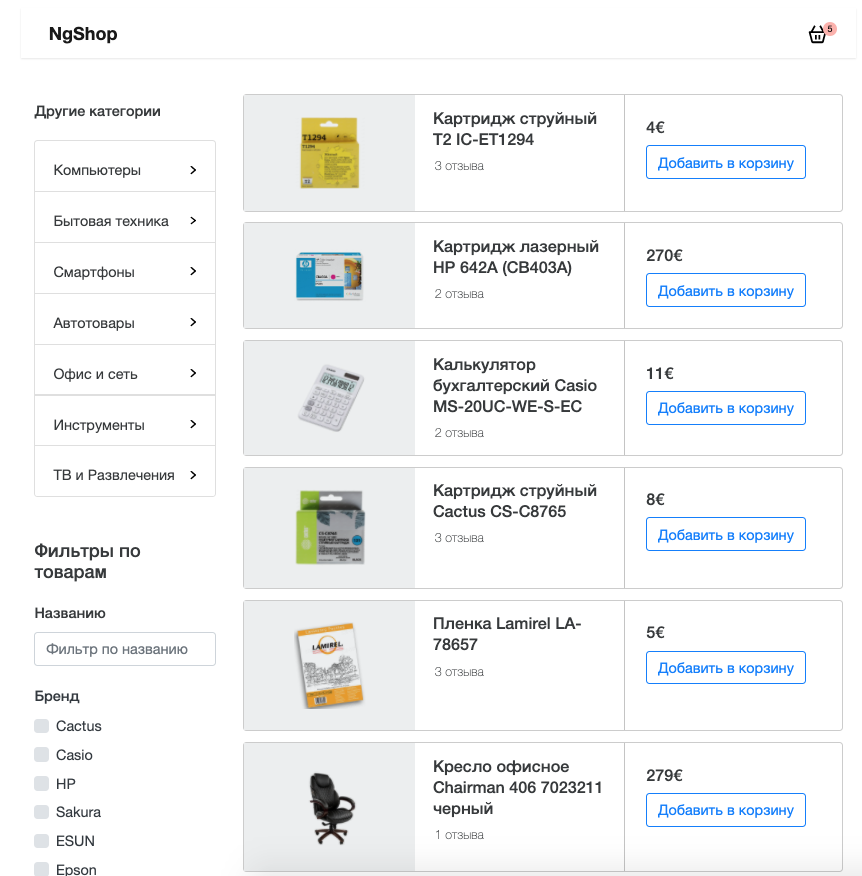 NgShop
5
Другие категории
Компьютеры
Бытовая техника
Смартфоны
Автотовары
Офис и сеть
Инструменты
ТВ и Развлечения
Фильтры по
товарам
Названию
Фильтр по названию
Бренд
Cactus
Casio
HP
Sakura
ESUN
Epson
T1294
Картридж струйный
T2 IC-ET1294
3 отзыва
4€
Добавить в корзину
Картридж лазерный
HP 642A (CB403A)
2 отзыва
270€
Добавить в корзину
Калькулятор
бухгалтерский Casio
MS-20UC-WE-S-EC
2 отзыва
11€
Добавить в корзину
Картридж струйный
Cactus CS-C8765
3 отзыва
8€
Добавить в корзину
LAMIREL
Пленка Lamirel LA-
78657
3 отзыва
5€
Добавить в корзину
Кресло офисное
Chairman 406 7023211
черный
1 отзыва
279€
Добавить в корзину